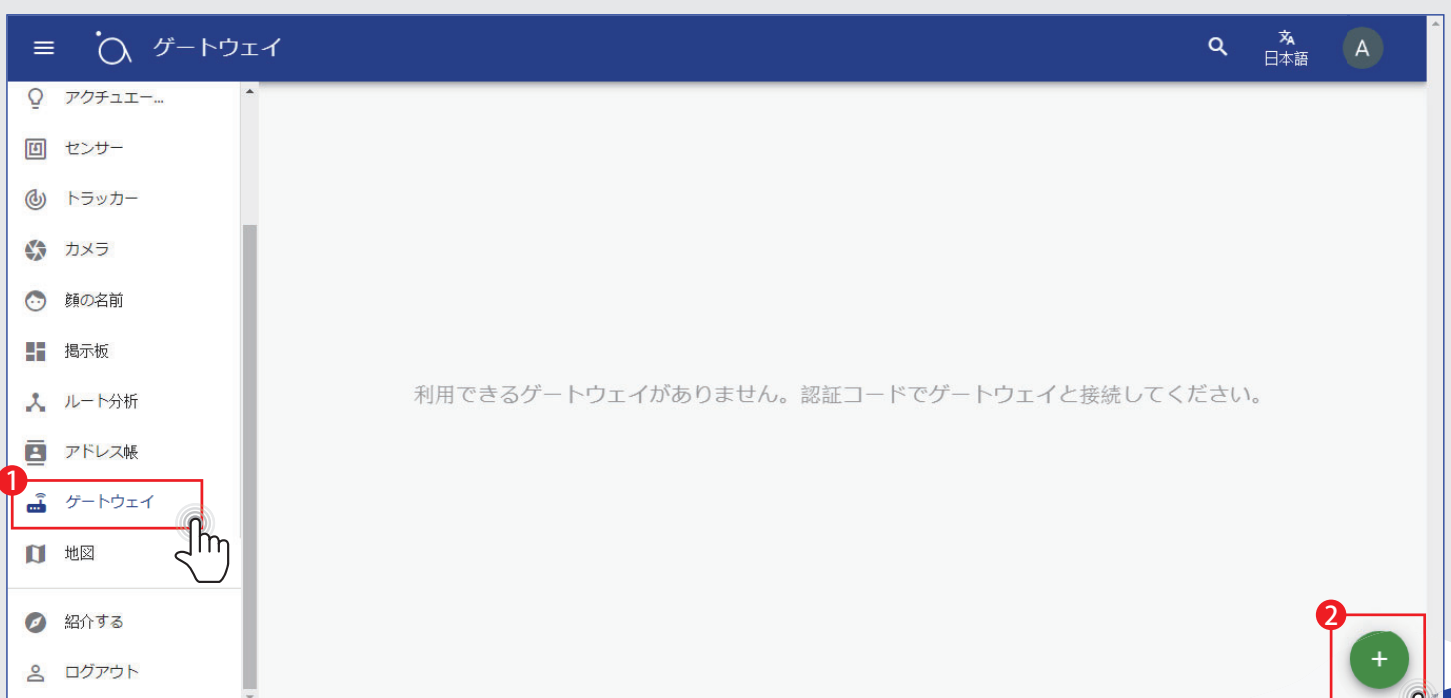 ゲートウェイ
日本語
A
アクチュエー...
センサー
トラッカー
カメラ
顔の名前
掲示板
ルート分析
アドレス帳
1
ゲートウェイ
地図
紹介する
ログアウト
利用できるゲートウェイがありません。認証コードでゲートウェイと接続してください。
2
+